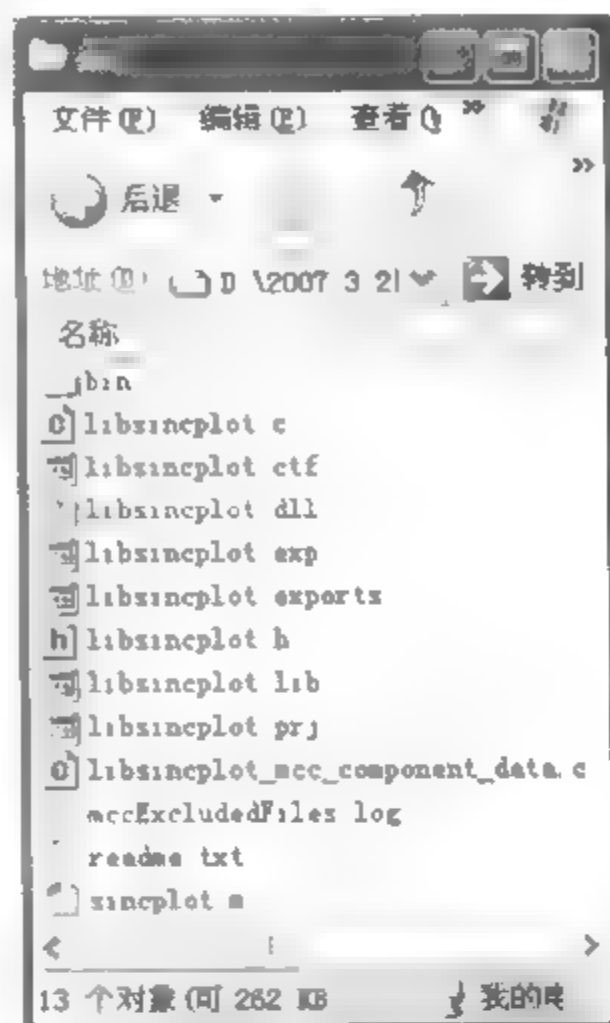 文件(F) 编辑(E) 查看(V »
»
后退
地址(D) D \2007 3 21 转到
名称
bin
libsincplot c
libsincplot ctf
libsincplot dll
libsincplot exp
libsincplot exports
libsincplot h
libsincplot lib
libsincplot prj
libsincplot_mcc_component_data.c
mccExcludedFiles log
readme txt
sincplot m
13 个对象(可 262 KB 我的电